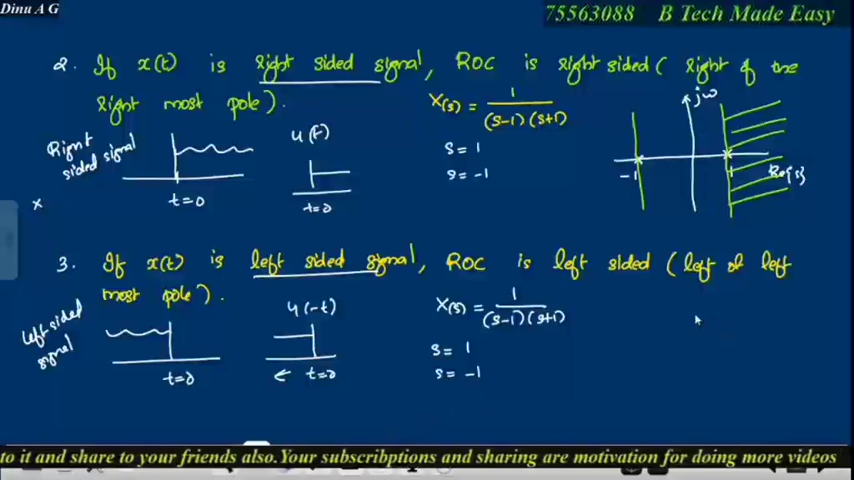 Dinu A G
75563088 B Tech Made Easy
2. If x(t) is right sided signal, ROC is right sided ( right of the
right most pole).
X(s) = 1/((s-1)(s+1))
s = 1
s = -1
Right
sided signal
t=0
u(t)
t=0
x
jω
-1
1
Re{s}
3. If x(t) is left sided signal, ROC is left sided ( left of left
most pole).
X(s) = 1/((s-1)(s+1))
s = 1
s = -1
Left sided
signal
t=0
u(-t)
t=0
to it and share to your friends also.Your subscribptions and sharing are motivation for doing more videos